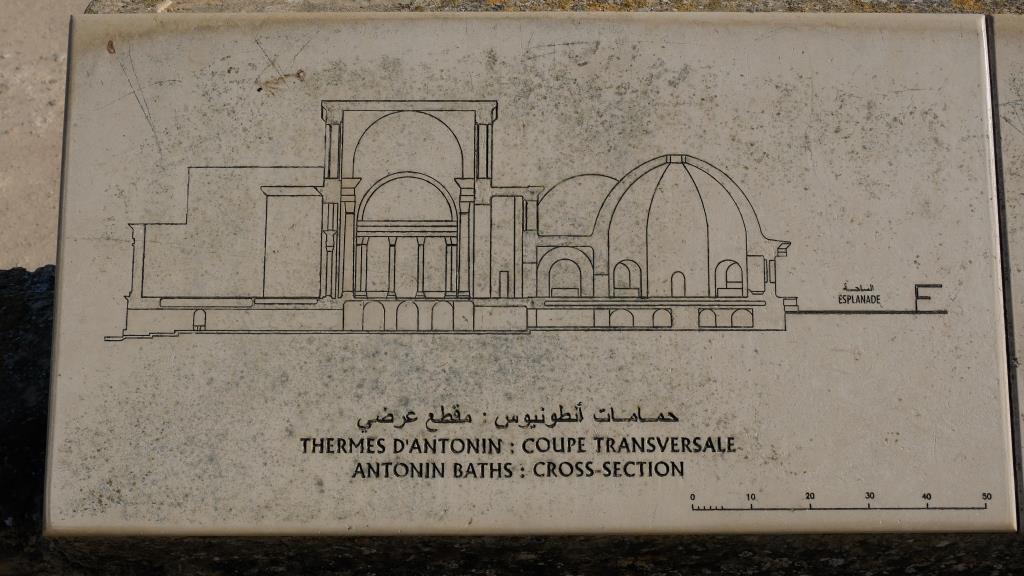 الساحة
ESPLANADE
حمامات أنطونيوس : مقطع عرضي
THERMES D'ANTONIN : COUPE TRANSVERSALE
ANTONIN BATHS : CROSS-SECTION
0 10 20 30 40 50